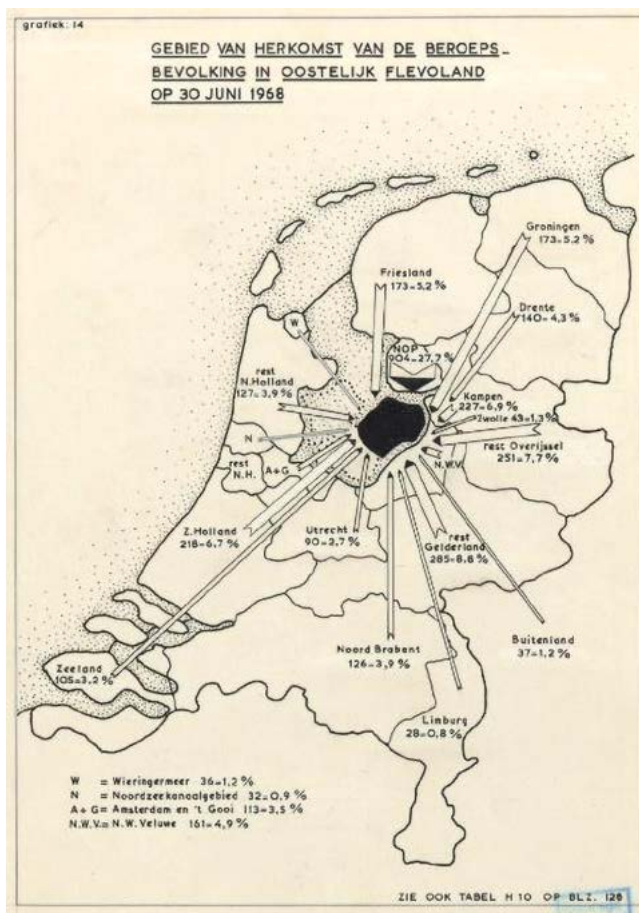 grafiek: 14
GEBIED VAN HERKOMST VAN DE BEROEPS_
BEVOLKING IN OOSTELIJK FLEVOLAND
OP 30 JUNI 1968
Groningen
173=5,2 %
Friesland
173=5,2 %
Drente
140=4,3 %
W
NOP
904=27,7 %
rest
N.Holland
127=3,9 %
Kampen
227=6,9 %
Zwolle 43=1,3 %
N
rest Overijssel
251=7,7 %
rest
N.H.
A+G
N.W.V.
Z.Holland
218=6,7 %
Utrecht
90=2,7 %
rest
Gelderland
285=8,8 %
Buitenland
37=1,2 %
Noord Brabant
126=3,9 %
Zeeland
105=3,2 %
Limburg
28=0,8 %
W = Wieringermeer 36=1,2 %
N = Noordzeekanaalgebied 32=0,9 %
A+G= Amsterdam en 't Gooi 113=3,5 %
N.W.V.= N.W. Veluwe 161=4,9 %
ZIE OOK TABEL H 10 OP BLZ. 128